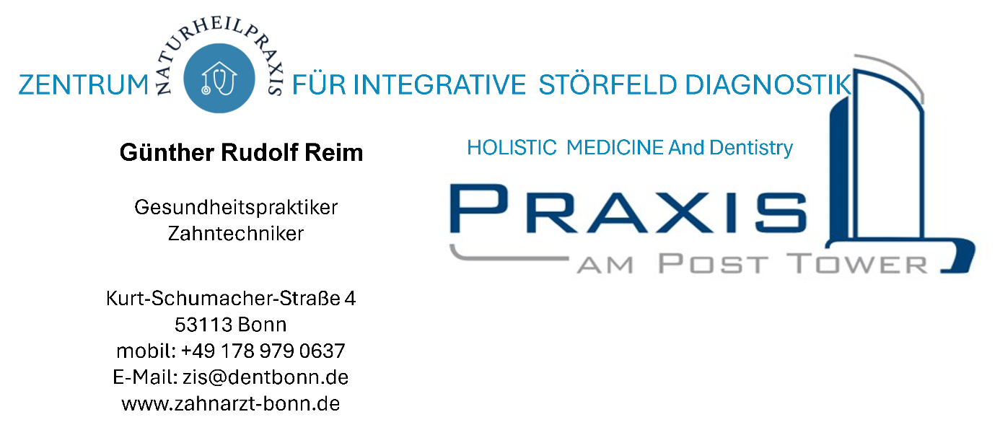 NATURHEILPRAXIS
ZENTRUM FÜR INTEGRATIVE STÖRFELD DIAGNOSTIK
Günther Rudolf Reim
Gesundheitspraktiker
Zahntechniker
Kurt-Schumacher-Straße 4
53113 Bonn
mobil: +49 178 979 0637
E-Mail: zis@dentbonn.de
www.zahnarzt-bonn.de
HOLISTIC MEDICINE And Dentistry
PRAXIS
AM POST TOWER